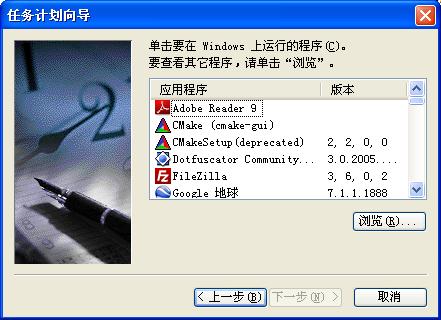 任务计划向导
单击要在 Windows 上运行的程序(C)。
要查看其它程序,请单击“浏览”。
应用程序 版本
Adobe Reader 9
CMake (cmake-gui)
CMakeSetup(deprecated) 2, 2, 0, 0
Dotfuscator Community... 3.0.2005....
FileZilla 3, 6, 0, 2
Google 地球 7.1.1.1888
浏览(R)...
< 上一步(B) 下一步(N) > 取消